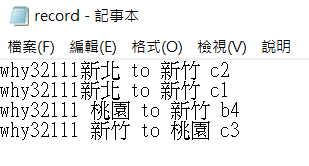 record - 記事本
檔案(F) 編輯(E) 格式(O) 檢視(V) 說明
why32111新北 to 新竹 c2
why32111新北 to 新竹 c1
why32111 桃園 to 新竹 b4
why32111 新竹 to 桃園 c3